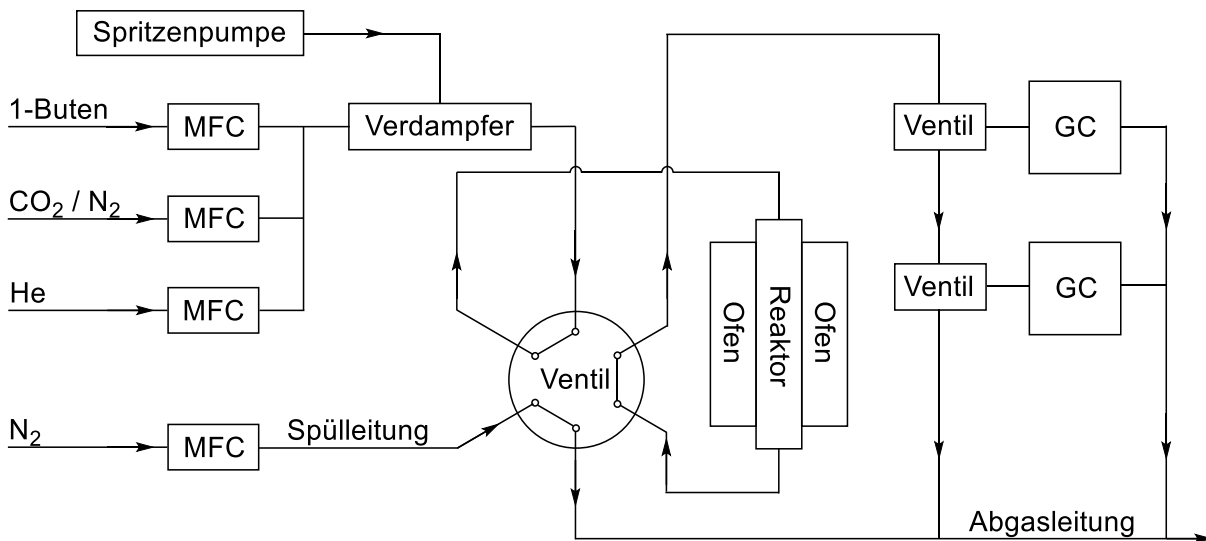 Spritzenpumpe
1-Buten
MFC
Verdampfer
Ventil
GC
CO₂ / N₂
MFC
He
MFC
Ventil
GC
Ofen
Reaktor
Ofen
Ventil
N₂
MFC
Spülleitung
Abgasleitung